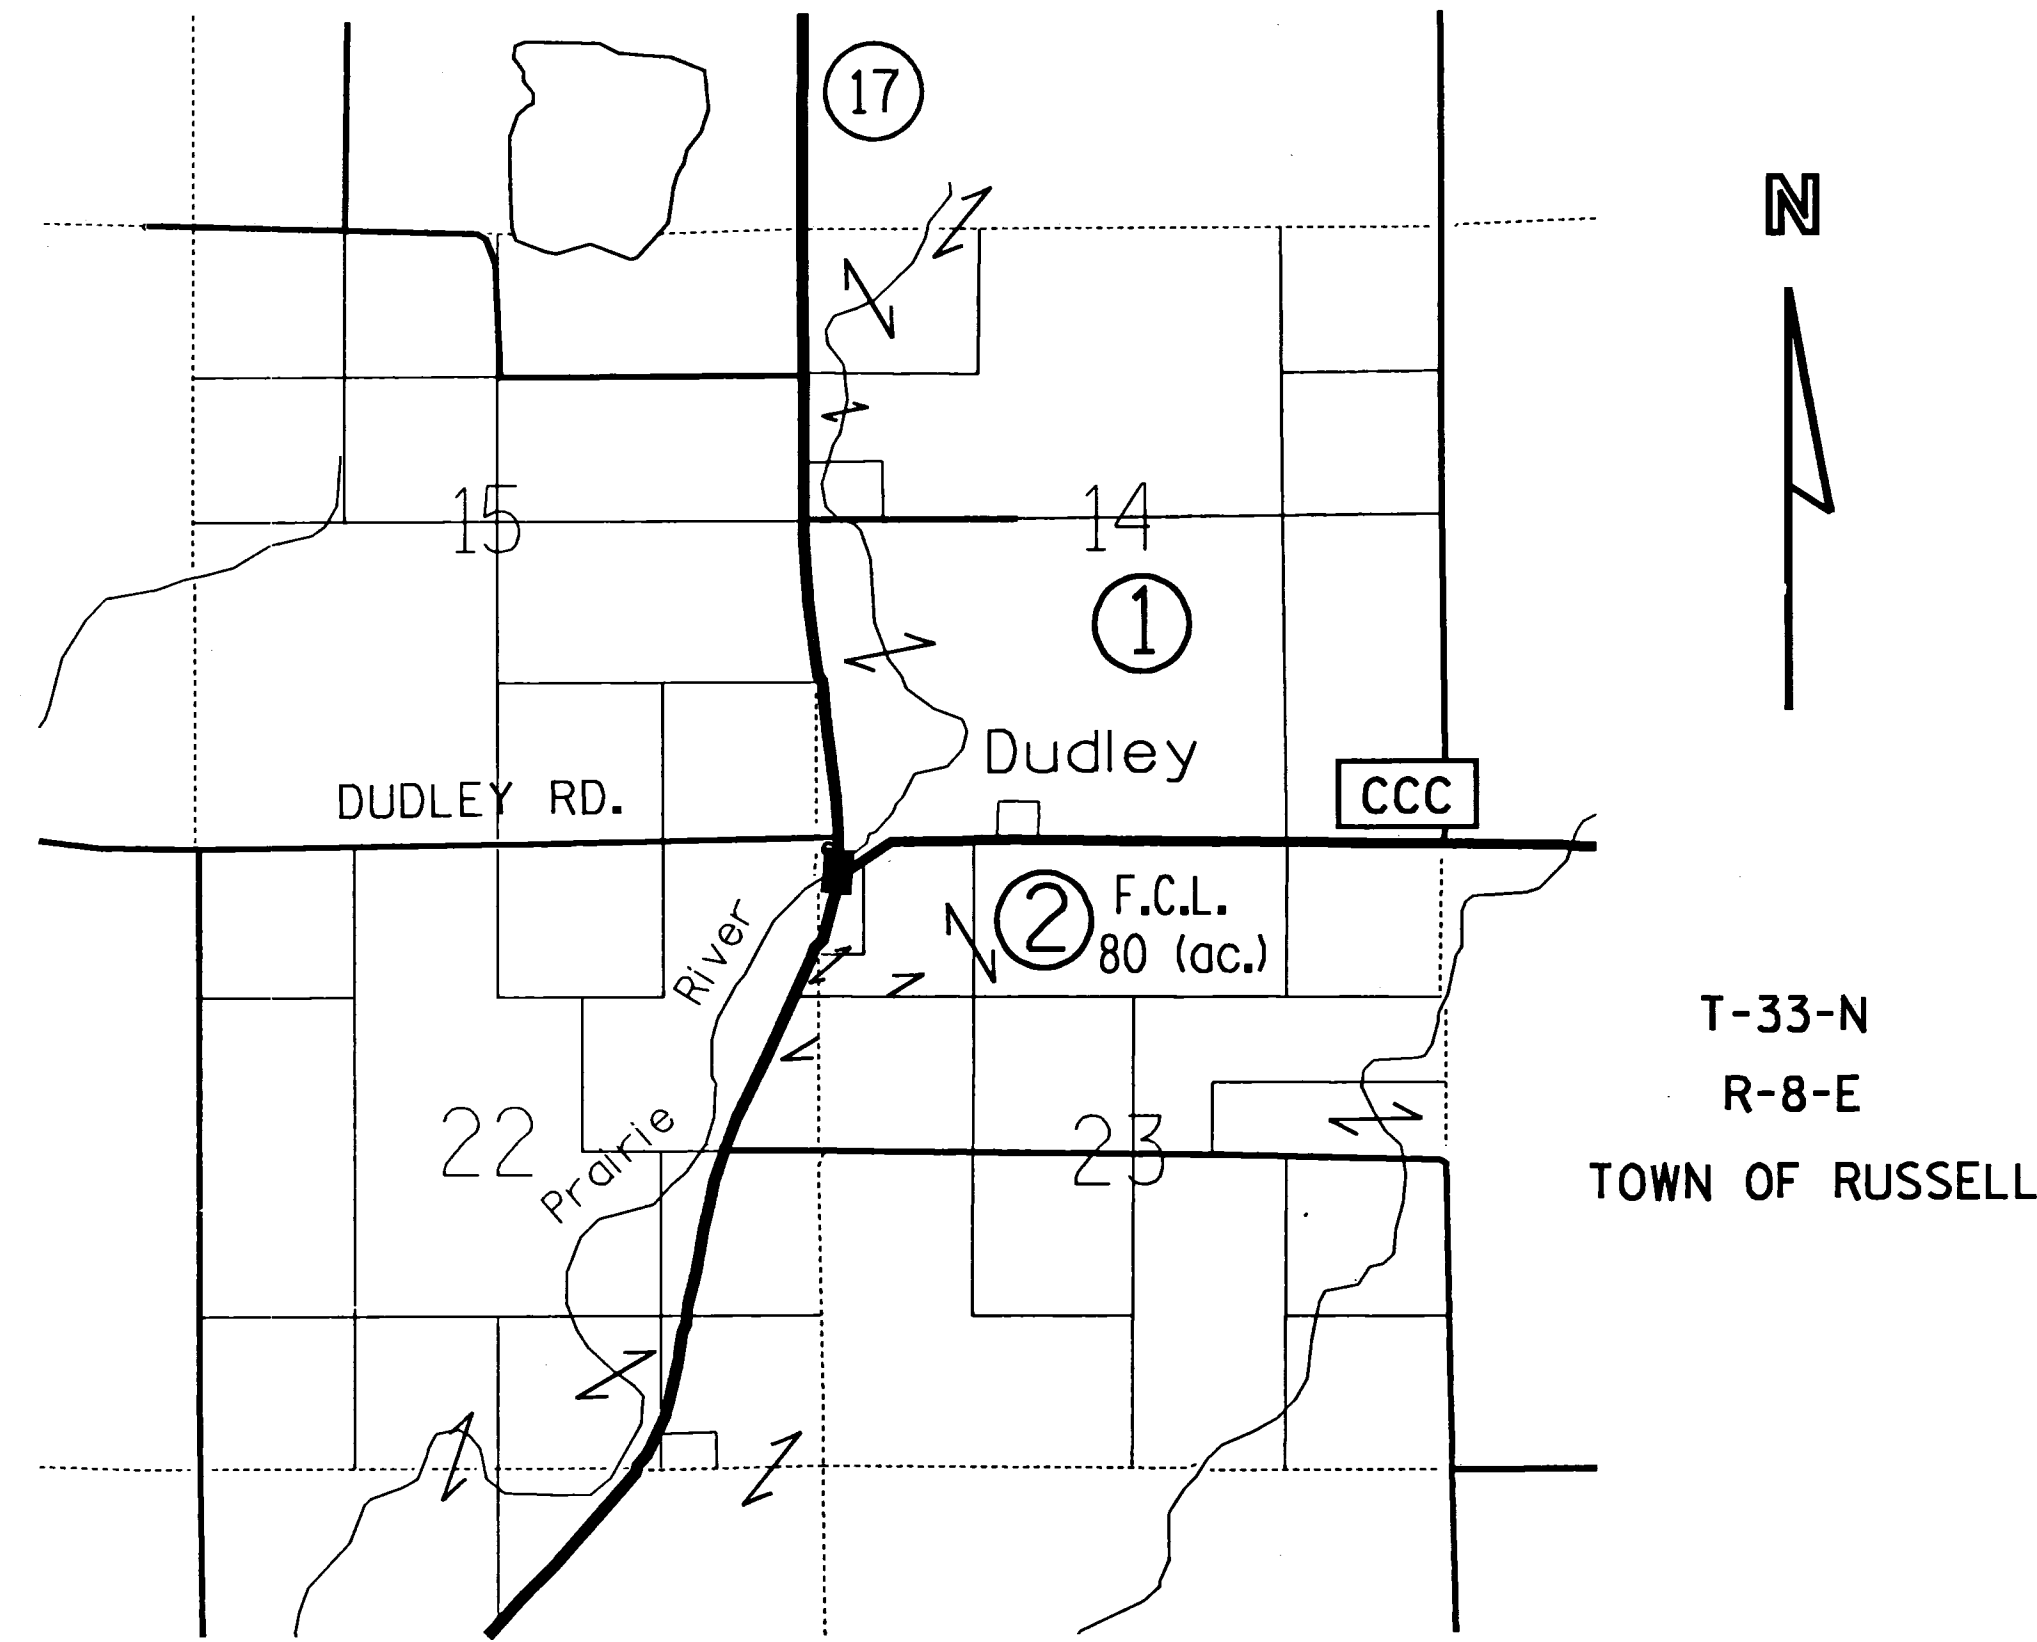 17
N
15
14
1
Dudley
DUDLEY RD.
CCC
2
F.C.L.
80 (ac.)
River
T-33-N
R-8-E
22
Prairie
23
TOWN OF RUSSELL